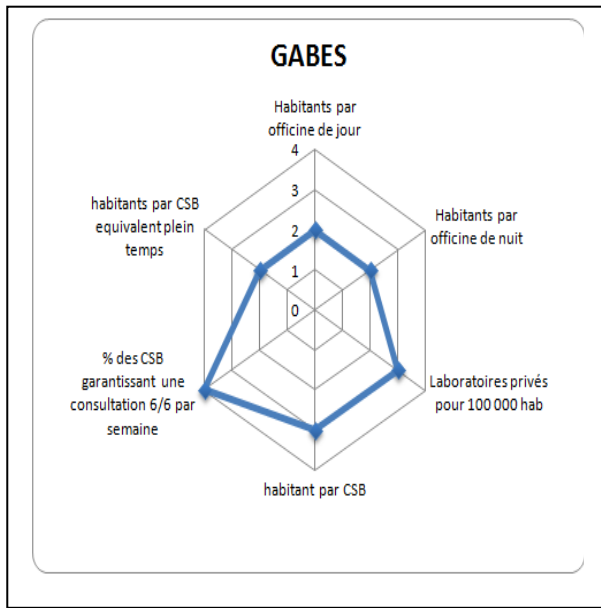 GABES
Habitants par
officine de jour
4
3
2
1
0
Habitants par
officine de nuit
Laboratoires privés
pour 100 000 hab
habitant par CSB
% des CSB
garantissant une
consultation 6/6 par
semaine
habitants par CSB
equivalent plein
temps